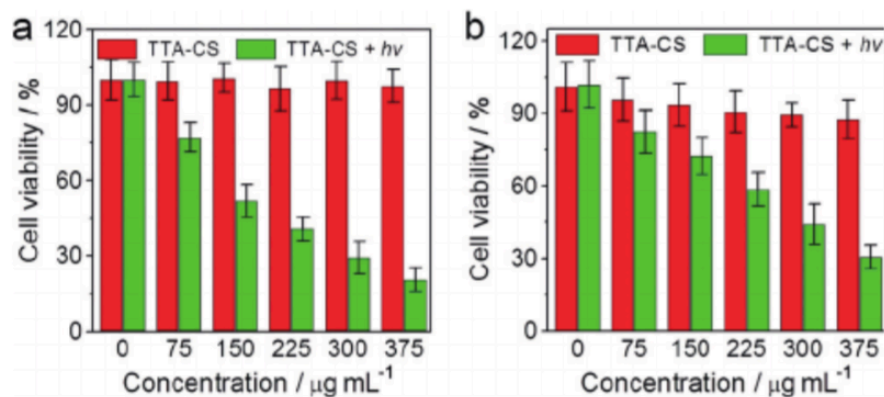 a
TTA-CS TTA-CS + hv
120
90
60
30
0
Cell viability / %
0 75 150 225 300 375
Concentration / μg mL⁻¹
b
TTA-CS TTA-CS + hv
120
90
60
30
0
Cell viability / %
0 75 150 225 300 375
Concentration / μg mL⁻¹